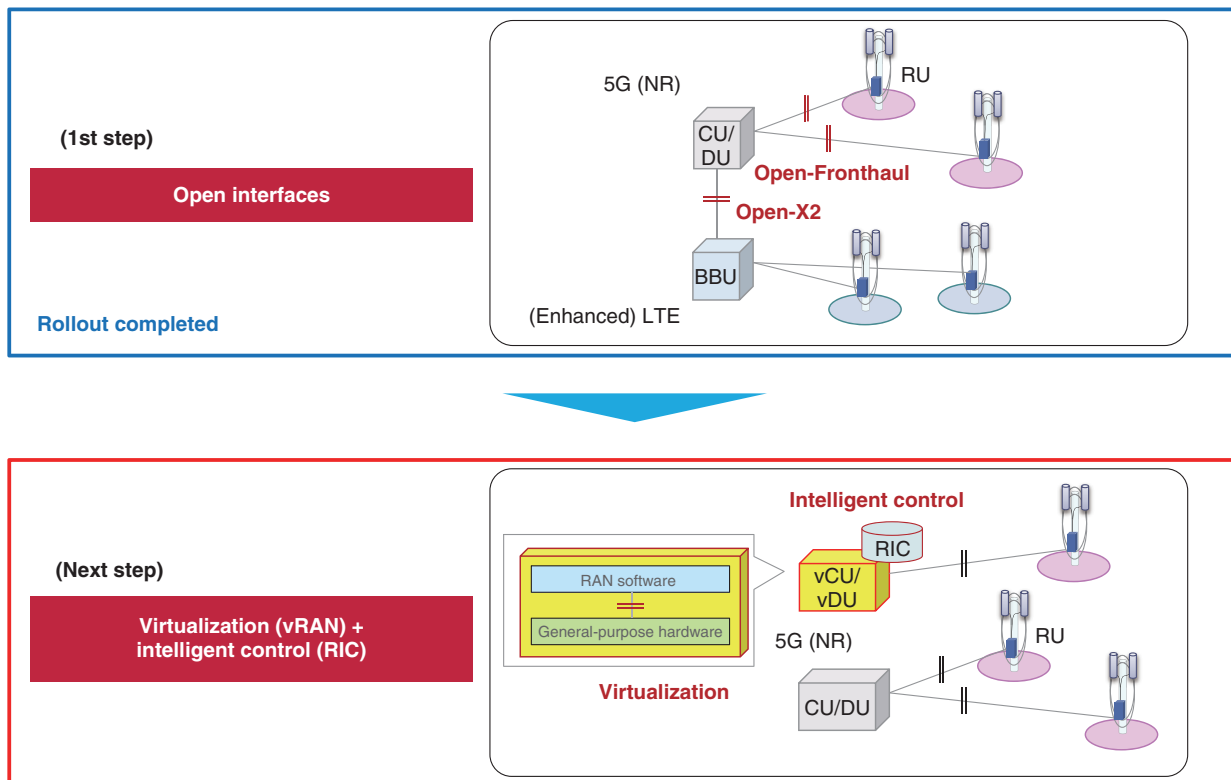 (1st step)
Open interfaces
Rollout completed
5G (NR)
RU
CU/
DU
Open-Fronthaul
Open-X2
BBU
(Enhanced) LTE
(Next step)
Virtualization (vRAN) +
intelligent control (RIC)
Intelligent control
RIC
RAN software
vCU/
vDU
General-purpose hardware
5G (NR)
RU
Virtualization
CU/DU